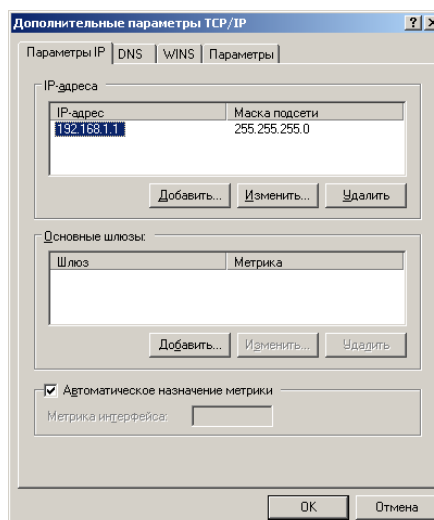 Дополнительные параметры TCP/IP
Параметры IP DNS WINS Параметры
IP-адреса
IP-адрес Маска подсети
192.168.1.1 255.255.255.0
Добавить... Изменить... Удалить
Основные шлюзы:
Шлюз Метрика
Добавить... Изменить... Удалить
Автоматическое назначение метрики
Метрика интерфейса:
OK Отмена